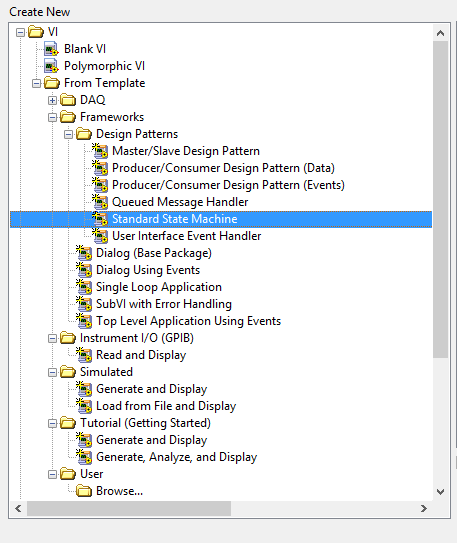 Create New
VI
Blank VI
Polymorphic VI
From Template
DAQ
Frameworks
Design Patterns
Master/Slave Design Pattern
Producer/Consumer Design Pattern (Data)
Producer/Consumer Design Pattern (Events)
Queued Message Handler
Standard State Machine
User Interface Event Handler
Dialog (Base Package)
Dialog Using Events
Single Loop Application
SubVI with Error Handling
Top Level Application Using Events
Instrument I/O (GPIB)
Read and Display
Simulated
Generate and Display
Load from File and Display
Tutorial (Getting Started)
Generate and Display
Generate, Analyze, and Display
User
Browse...